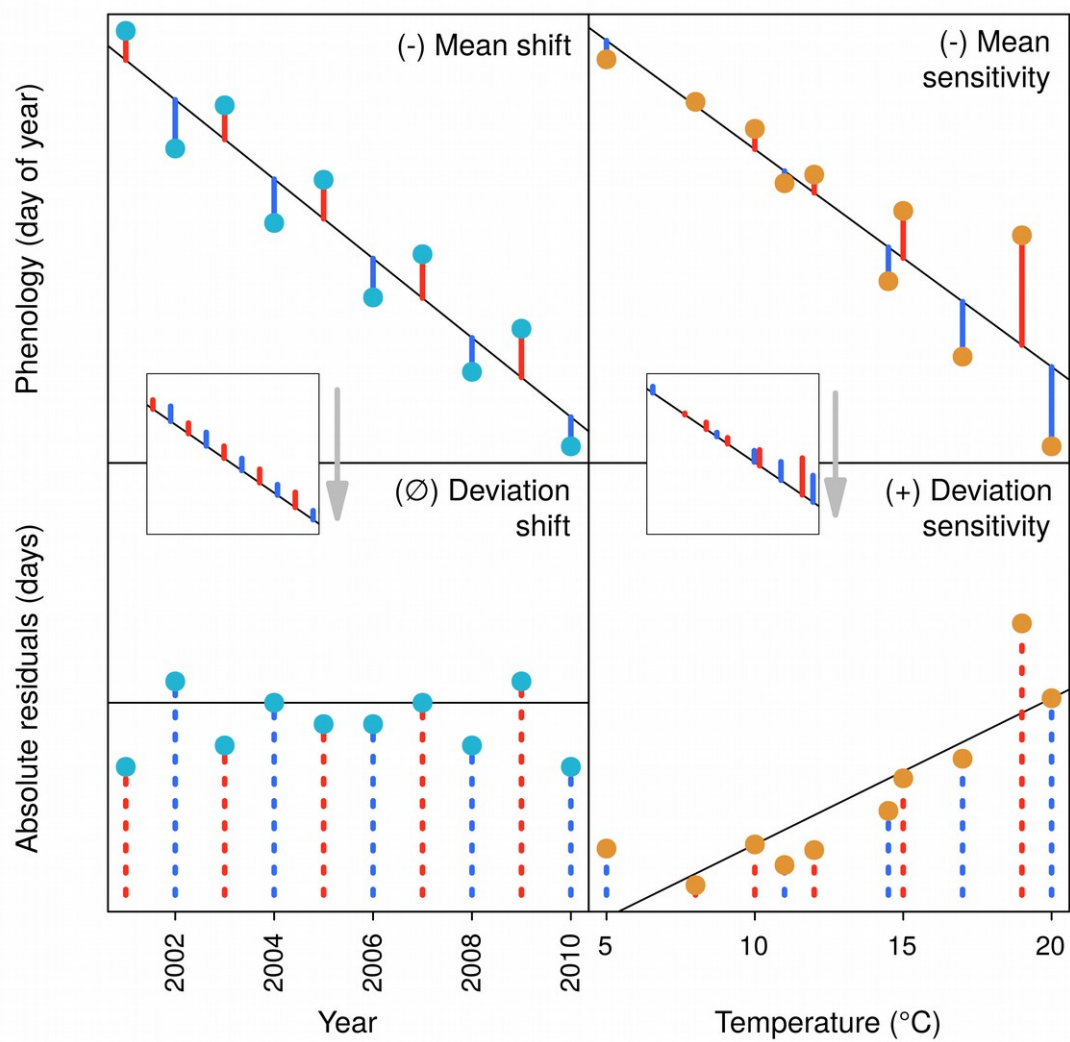 Phenology (day of year)
(-) Mean shift
(-) Mean
sensitivity
Absolute residuals (days)
(∅) Deviation
shift
(+) Deviation
sensitivity
2002
2004
2006
2008
2010
Year
5
10
15
20
Temperature (°C)